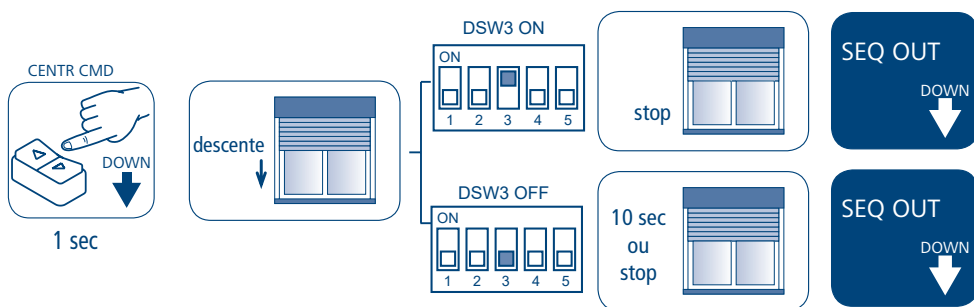 CENTR CMD
DOWN
1 sec
descente
DSW3 ON
ON
1 2 3 4 5
stop
SEQ OUT
DOWN
DSW3 OFF
ON
1 2 3 4 5
10 sec
ou
stop
SEQ OUT
DOWN